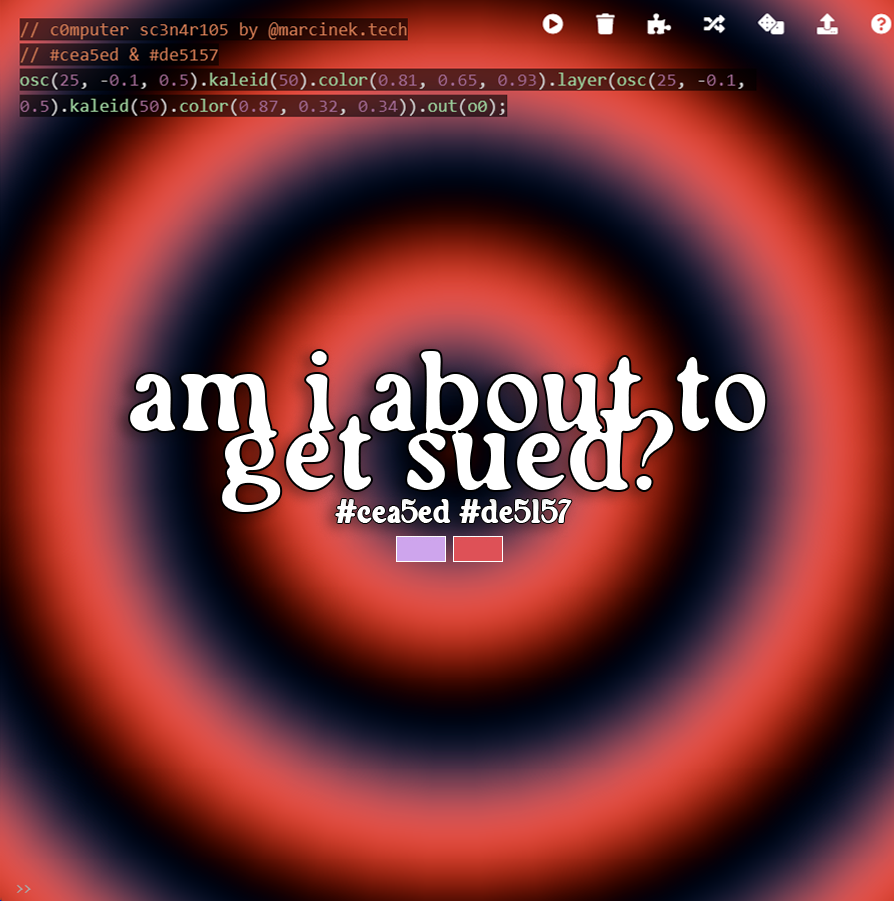 // c0mputer sc3n4r105 by @marcinek.tech
// #cea5ed & #de5157
osc(25, -0.1, 0.5).kaleid(50).color(0.81, 0.65, 0.93).layer(osc(25, -0.1,
0.5).kaleid(50).color(0.87, 0.32, 0.34)).out(o0);
am i about to
get sued?
#cea5ed #de5157
>>